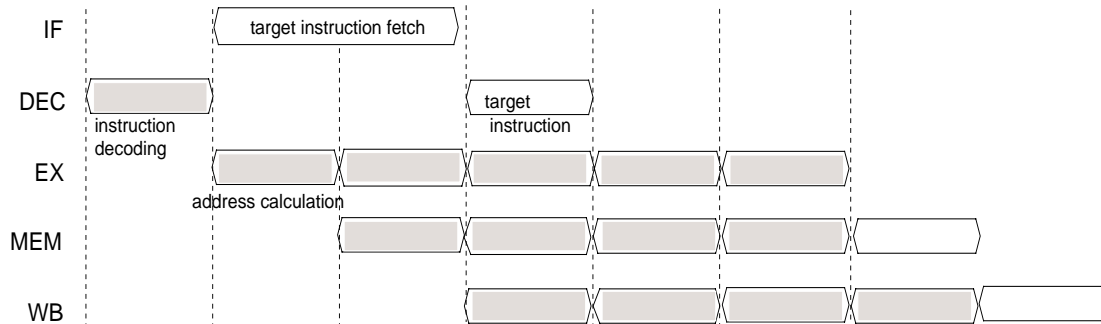 IF
target instruction fetch
DEC
target
instruction
instruction
decoding
EX
address calculation
MEM
WB